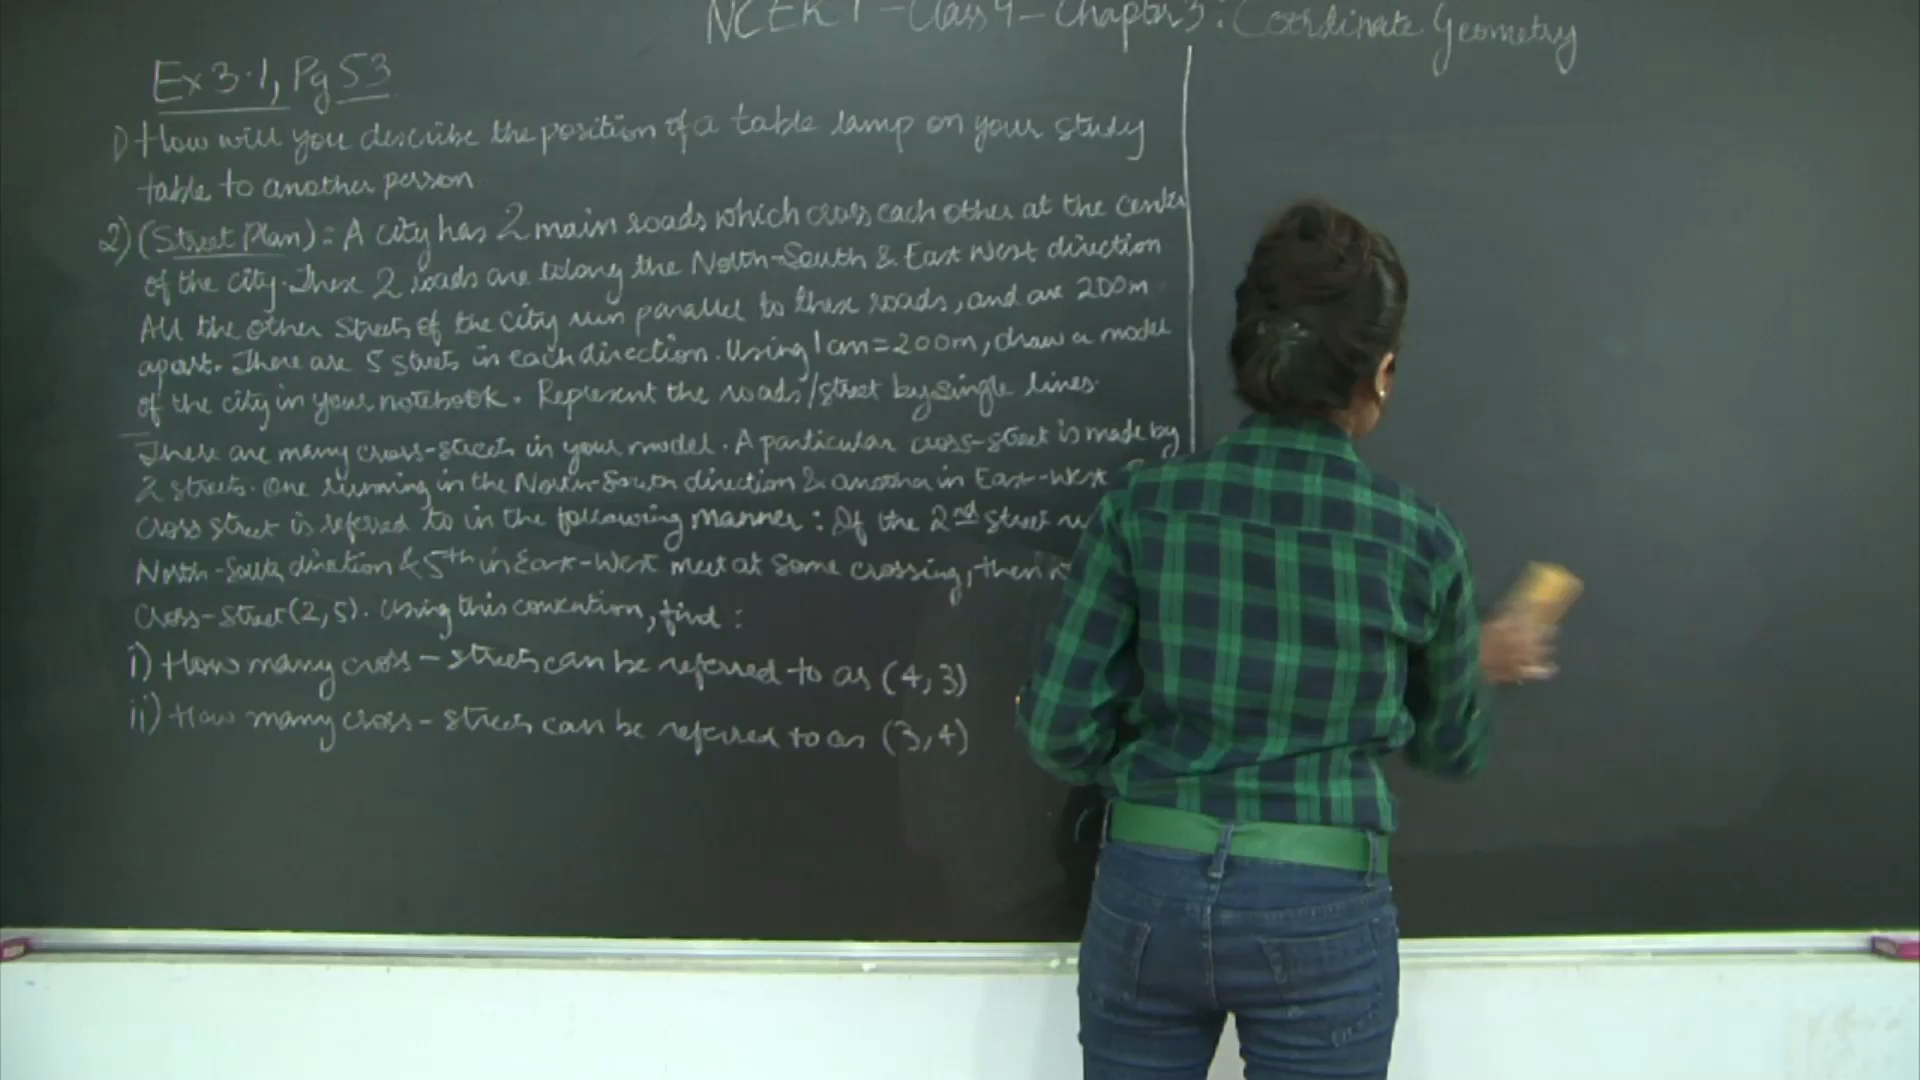 NCERT - Class 9 - Chapter 3: Coordinate Geometry
Ex 3.1, Pg 53
1) How will you describe the position of a table lamp on your study
table to another person
2) (Street Plan): A city has 2 main roads which cross each other at the center
of the city. These 2 roads are along the North-South & East West direction
All the other streets of the city run parallel to these roads, and are 200m
apart. There are 5 streets in each direction. Using 1cm = 200m, draw a model
of the city in your notebook. Represent the roads/street by single lines.
There are many cross-streets in your model. A particular cross-street is made by
2 streets. One running in the North-South direction & another in East-West
Cross street is referred to in the following manner: If the 2nd street
North-South direction & 5th in East-West meet at some crossing, then
Cross-Street (2,5). Using this convention, find:
i) How many cross-streets can be referred to as (4,3)
ii) How many cross-streets can be referred to as (3,4)